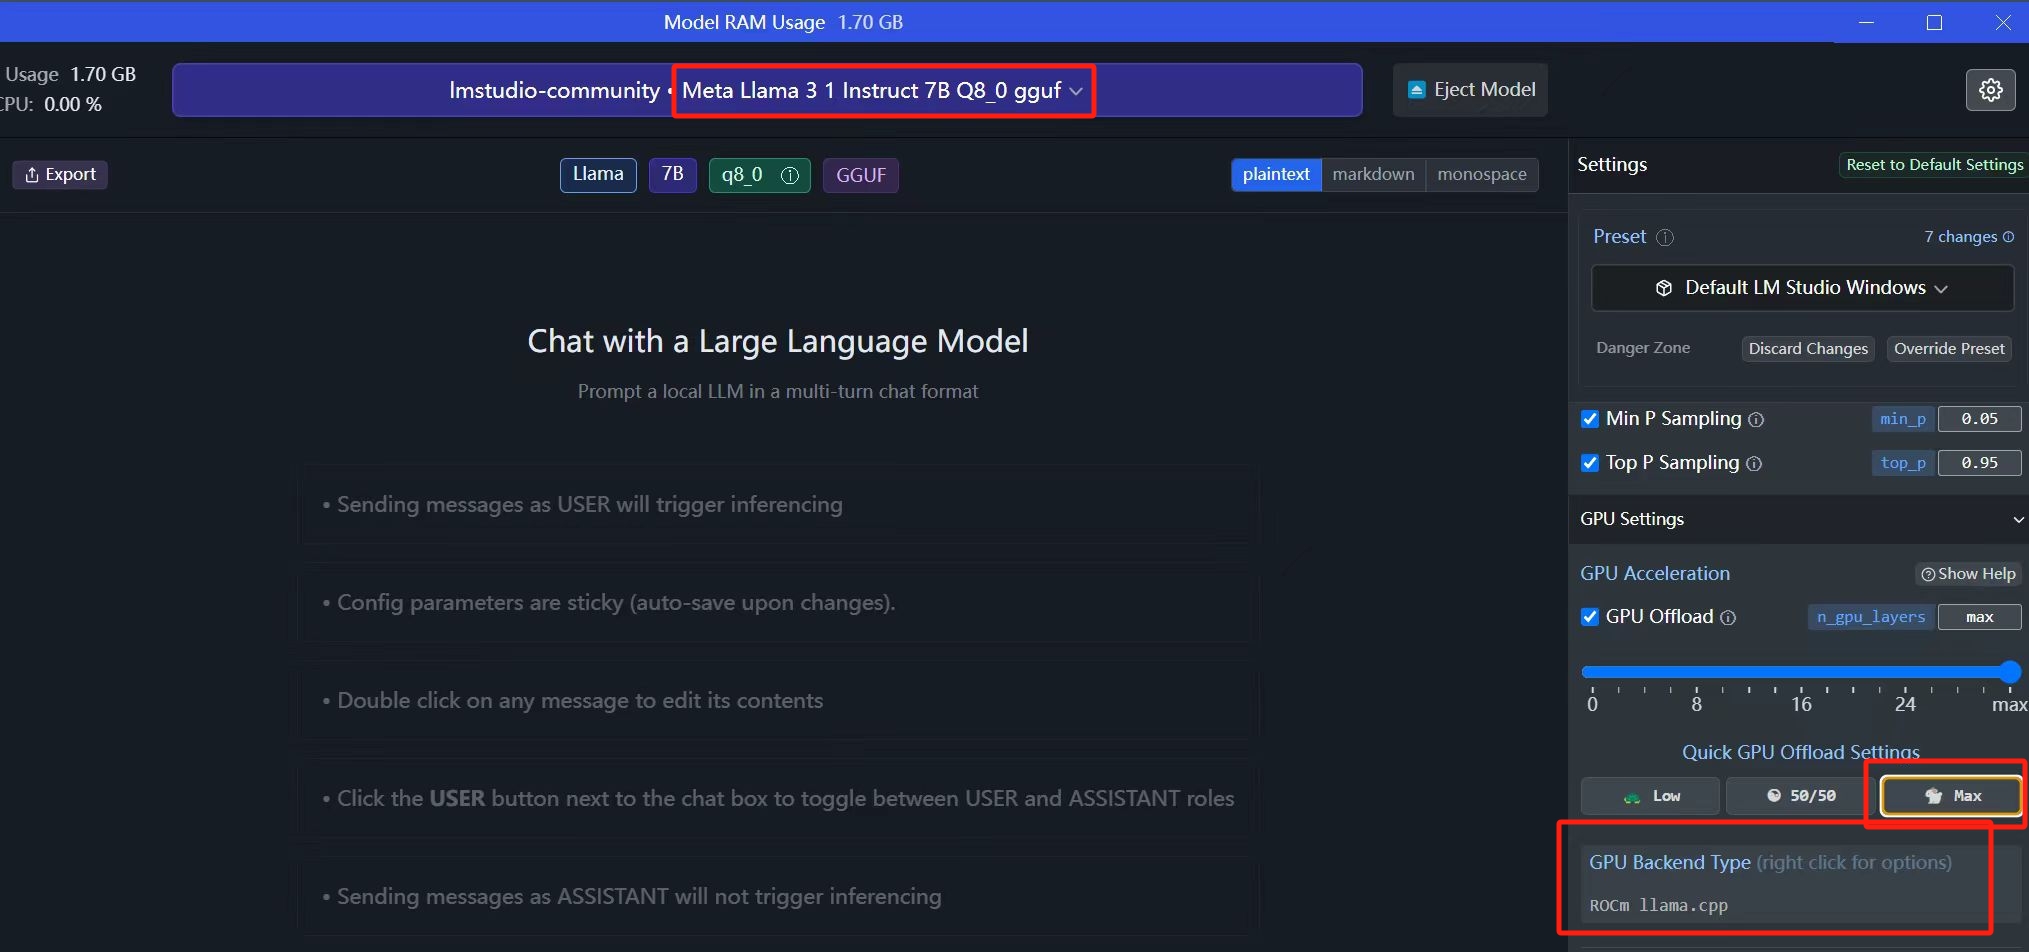 Model RAM Usage 1.70 GB
Usage 1.70 GB
CPU: 0.00 %
lmstudio-community • Meta Llama 3 1 Instruct 7B Q8_0 gguf
Eject Model
Export
Llama
7B
q8_0
GGUF
plaintext
markdown
monospace
Settings
Reset to Default Settings
Preset
7 changes
Default LM Studio Windows
Danger Zone
Discard Changes
Override Preset
Chat with a Large Language Model
Prompt a local LLM in a multi-turn chat format
• Sending messages as USER will trigger inferencing
• Config parameters are sticky (auto-save upon changes).
• Double click on any message to edit its contents
• Click the USER button next to the chat box to toggle between USER and ASSISTANT roles
• Sending messages as ASSISTANT will not trigger inferencing
Min P Sampling min_p 0.05
Top P Sampling top_p 0.95
GPU Settings
GPU Acceleration
Show Help
GPU Offload n_gpu_layers max
0 8 16 24 max
Quick GPU Offload Settings
Low
50/50
Max
GPU Backend Type (right click for options)
ROCm llama.cpp